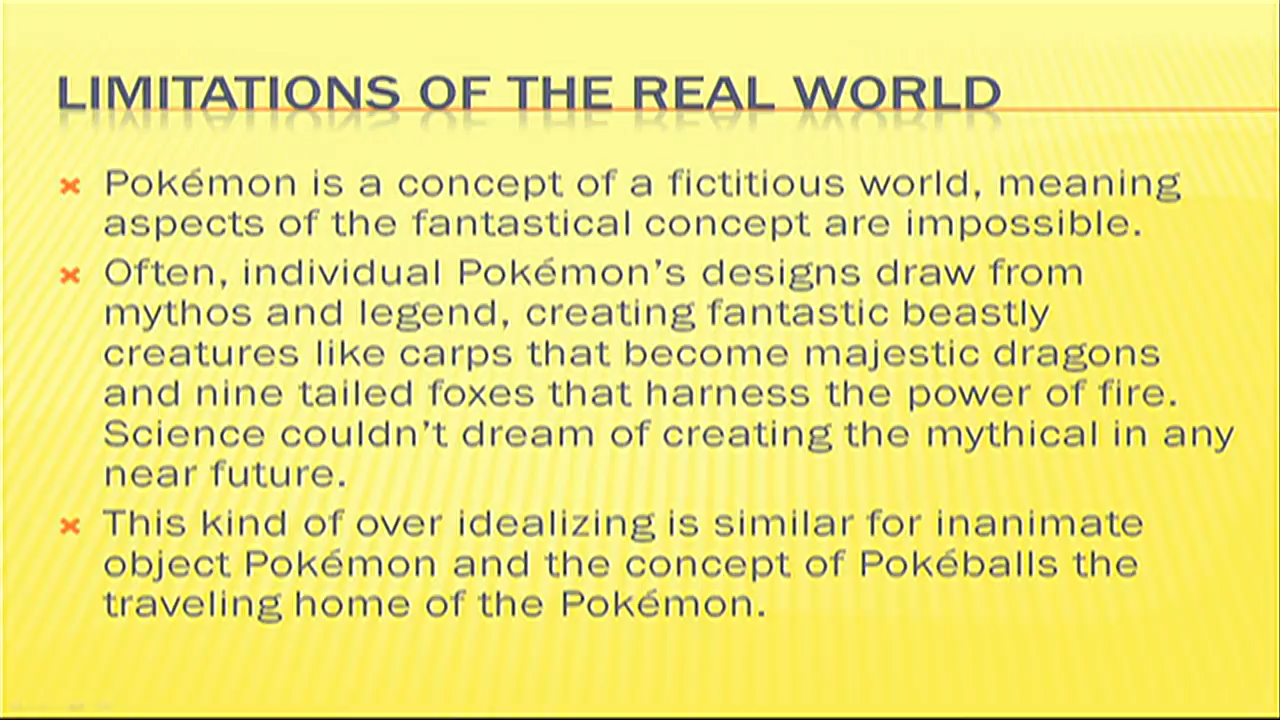 LIMITATIONS OF THE REAL WORLD
Pokémon is a concept of a fictitious world, meaning
aspects of the fantastical concept are impossible.
Often, individual Pokémon's designs draw from
mythos and legend, creating fantastic beastly
creatures like carps that become majestic dragons
and nine tailed foxes that harness the power of fire.
Science couldn't dream of creating the mythical in any
near future.
This kind of over idealizing is similar for inanimate
object Pokémon and the concept of Pokéballs the
traveling home of the Pokémon.